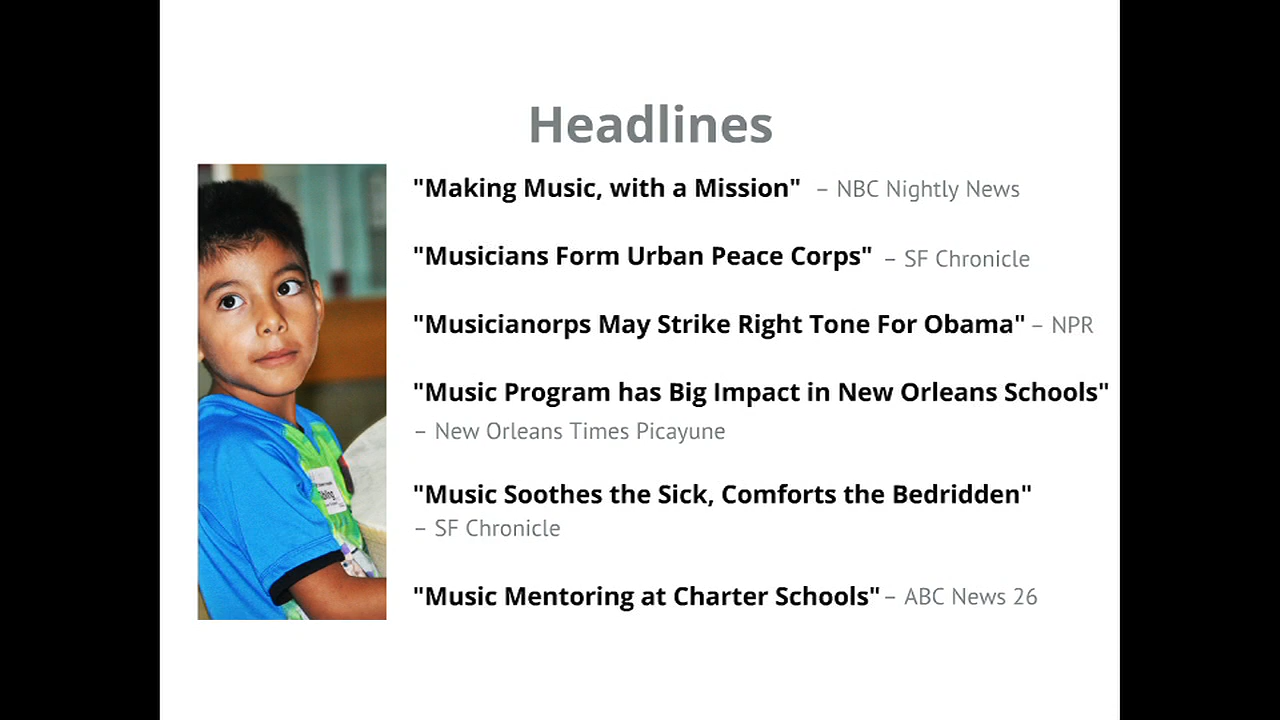 Headlines
"Making Music, with a Mission" – NBC Nightly News
"Musicians Form Urban Peace Corps" – SF Chronicle
"Musicianorps May Strike Right Tone For Obama" – NPR
"Music Program has Big Impact in New Orleans Schools"
– New Orleans Times Picayune
"Music Soothes the Sick, Comforts the Bedridden"
– SF Chronicle
"Music Mentoring at Charter Schools" – ABC News 26